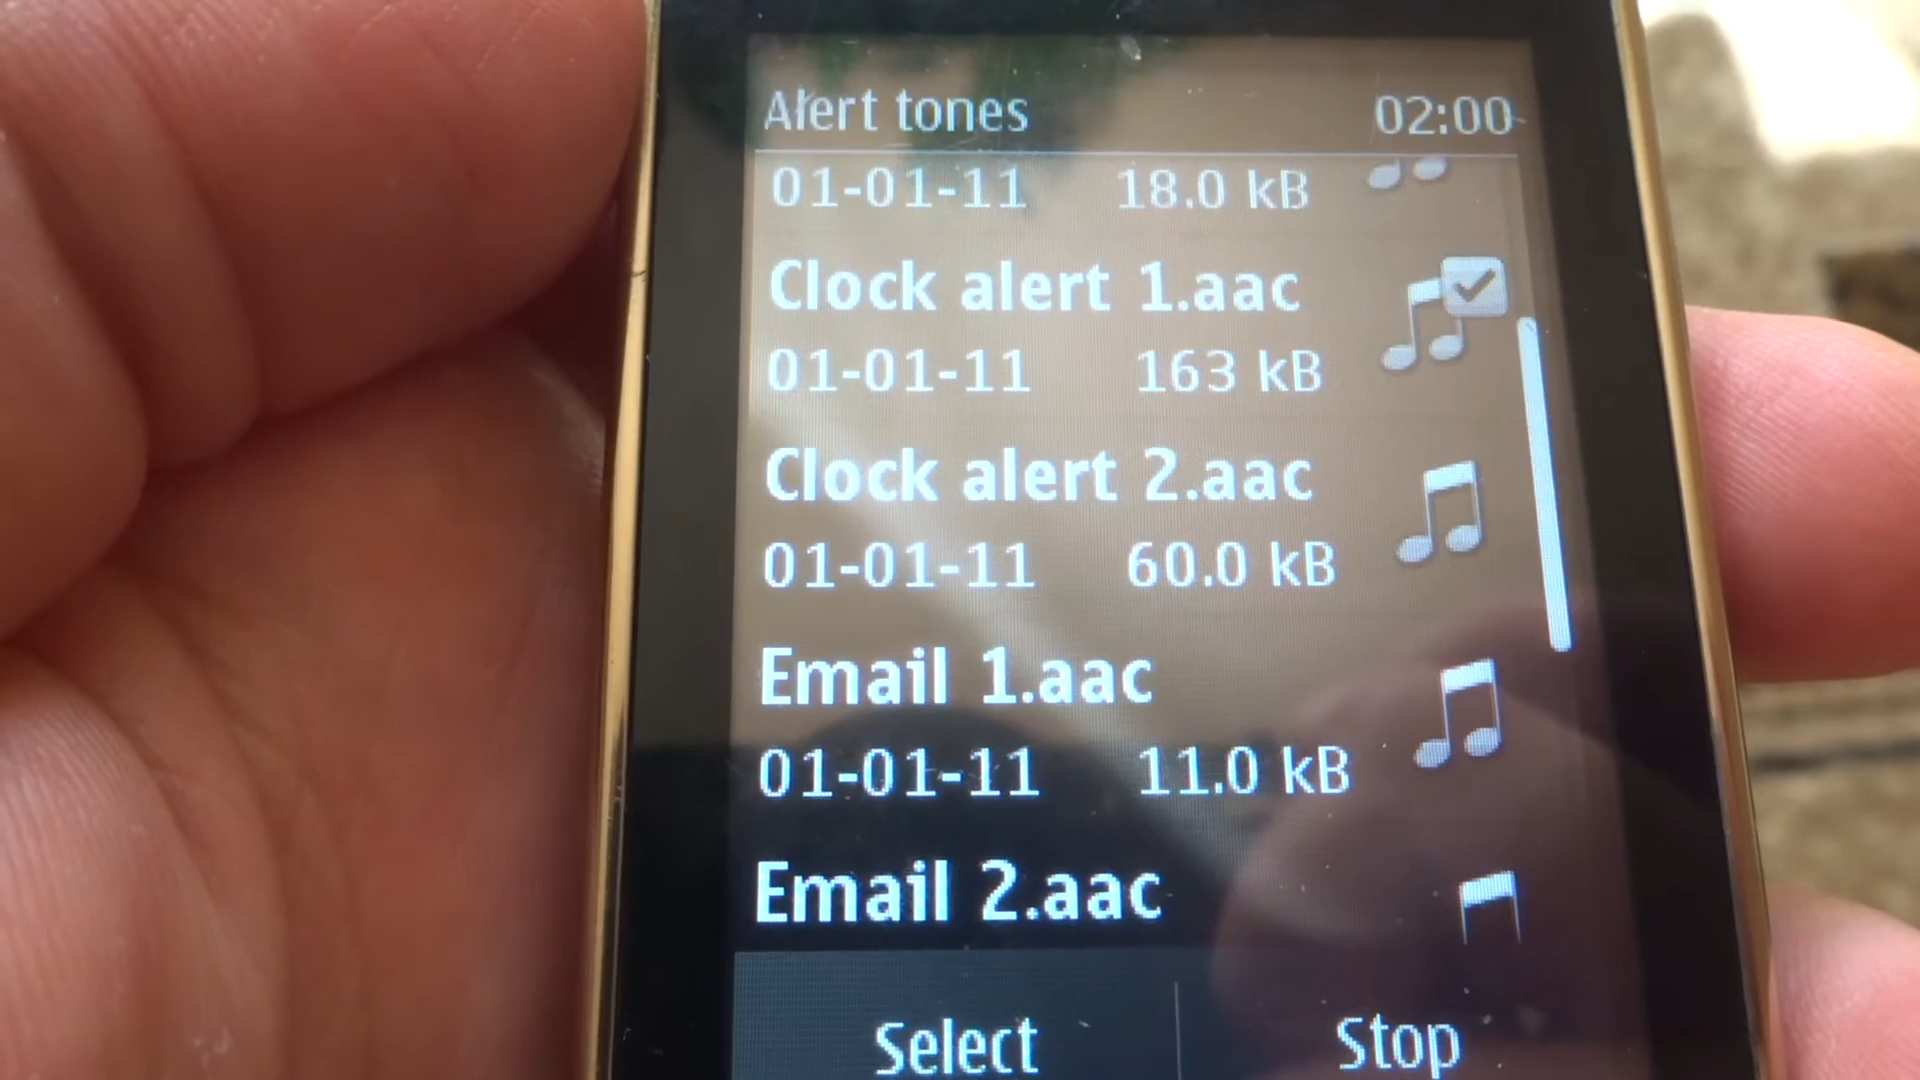 Alert tones 02:00
01-01-11 18.0 kB
Clock alert 1.aac
01-01-11 163 kB
Clock alert 2.aac
01-01-11 60.0 kB
Email 1.aac
01-01-11 11.0 kB
Email 2.aac
Select Stop